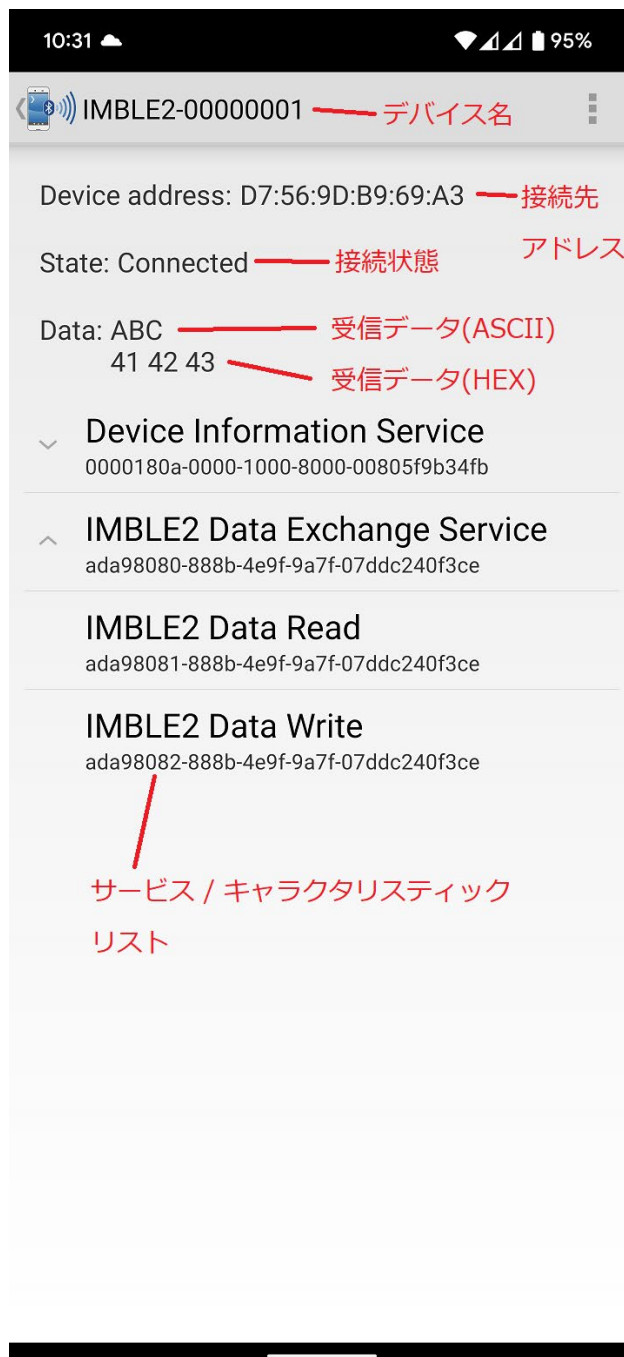 10:31 95%
IMBLE2-00000001 デバイス名
Device address: D7:56:9D:B9:69:A3 接続先
アドレス
State: Connected 接続状態
Data: ABC 受信データ(ASCII)
41 42 43 受信データ(HEX)
Device Information Service
0000180a-0000-1000-8000-00805f9b34fb
IMBLE2 Data Exchange Service
ada98080-888b-4e9f-9a7f-07ddc240f3ce
IMBLE2 Data Read
ada98081-888b-4e9f-9a7f-07ddc240f3ce
IMBLE2 Data Write
ada98082-888b-4e9f-9a7f-07ddc240f3ce
サービス / キャラクタリスティック
リスト